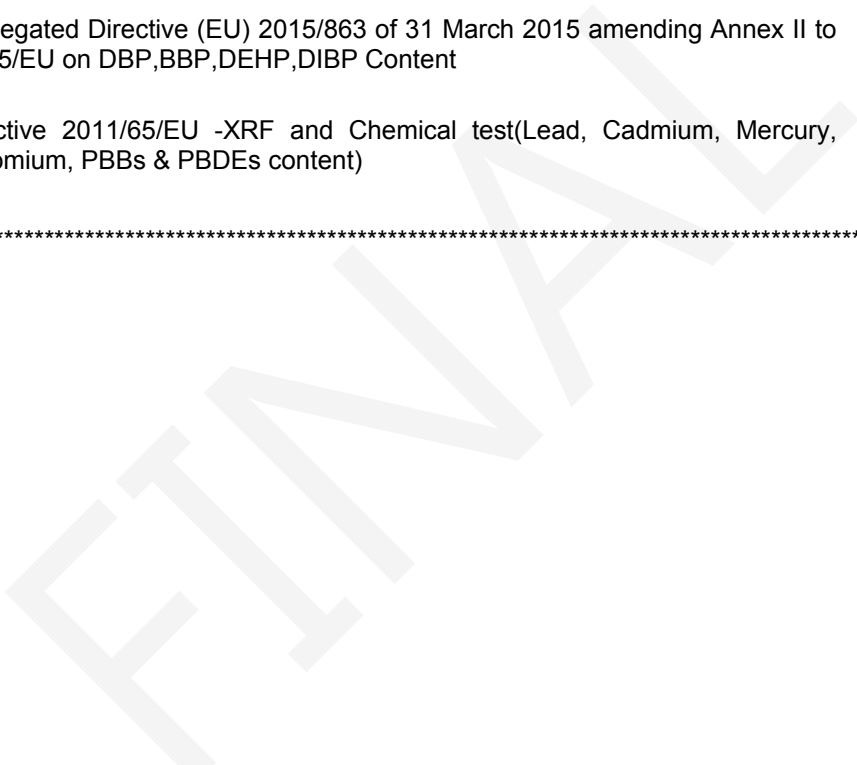 egated Directive (EU) 2015/863 of 31 March 2015 amending Annex II to
5/EU on DBP,BBP,DEHP,DIBP Content
ctive 2011/65/EU -XRF and Chemical test(Lead, Cadmium, Mercury,
omium, PBBs & PBDEs content)
****************************************************************************************
FINAL